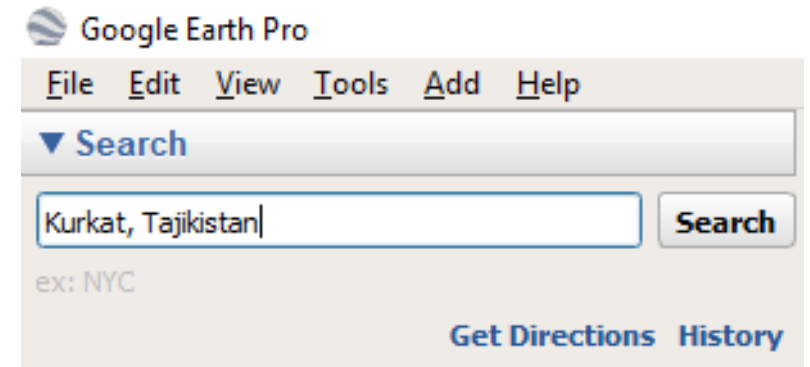 Google Earth Pro
File Edit View Tools Add Help
Search
Kurkat, Tajikistan Search
ex: NYC
Get Directions History